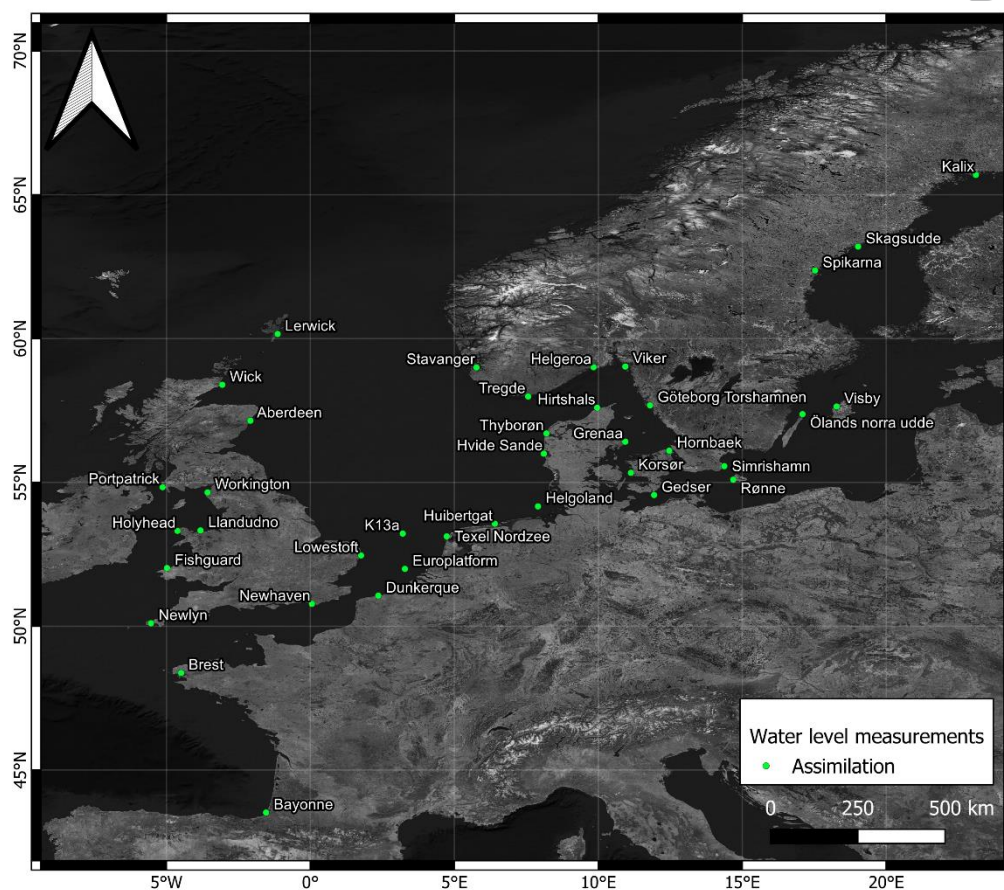 70°N
65°N
60°N
55°N
50°N
45°N
Kalix
Skagsudde
Spikarna
Lerwick
Stavanger
Helgeroa
Viker
Wick
Tregde
Hirtshals
Göteborg Torshamnen
Visby
Aberdeen
Ölands norra udde
Thyborøn
Grenaa
Hvide Sande
Hornbaek
Portpatrick
Workington
Korsør
Simrishamn
Gedser
Rønne
Helgoland
Holyhead
Llandudno
K13a
Huibertgat
Texel Nordzee
Lowestoft
Fishguard
Europlatform
Newhaven
Dunkerque
Newlyn
Brest
Bayonne
Water level measurements
Assimilation
0 250 500 km
5°W 0° 5°E 10°E 15°E 20°E